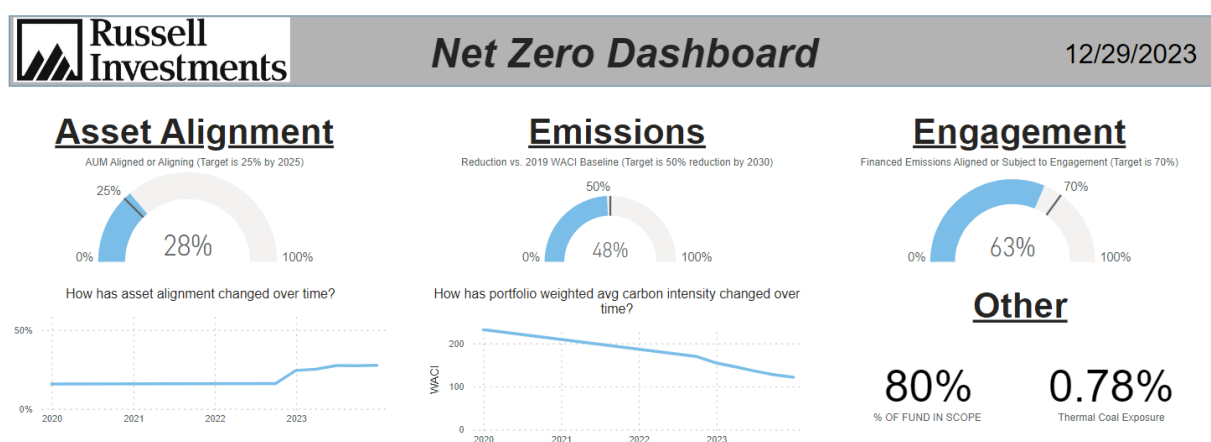 Russell
Investments
Net Zero Dashboard
12/29/2023
Asset Alignment
AUM Aligned or Aligning (Target is 25% by 2025)
25%
28%
0%
100%
How has asset alignment changed over time?
50%
0%
2020 2021 2022 2023
Emissions
Reduction vs. 2019 WACI Baseline (Target is 50% reduction by 2030)
50%
48%
0%
100%
How has portfolio weighted avg carbon intensity changed over
time?
WACI
200
100
0
2020 2021 2022 2023
Engagement
Financed Emissions Aligned or Subject to Engagement (Target is 70%)
70%
63%
0%
100%
Other
80%
% OF FUND IN SCOPE
0.78%
Thermal Coal Exposure